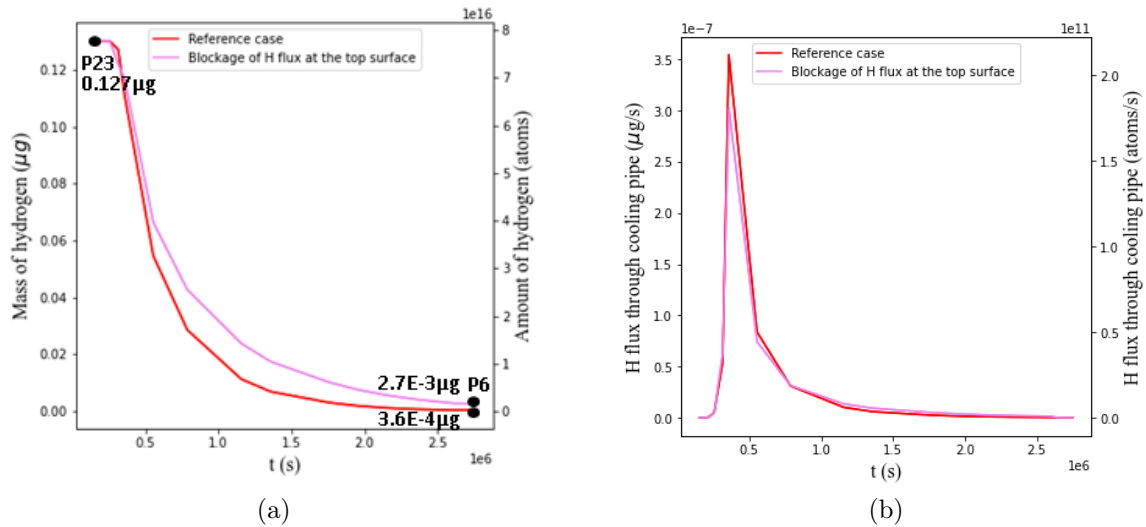 1e16
Reference case
Blockage of H flux at the top surface
P23
0.127μg
2.7E-3μg P6
3.6E-4μg
0.12
0.10
0.08
0.06
0.04
0.02
0.00
Mass of hydrogen (μg)
8
7
6
5
4
3
2
1
0
Amount of hydrogen (atoms)
0.5
1.0
1.5
2.0
2.5
1e6
t (s)
(a)
1e-7
1e11
Reference case
Blockage of H flux at the top surface
3.5
3.0
2.5
2.0
1.5
1.0
0.5
0.0
H flux through cooling pipe (μg/s)
2.0
1.5
1.0
0.5
0.0
H flux through cooling pipe (atoms/s)
0.5
1.0
1.5
2.0
2.5
1e6
t (s)
(b)